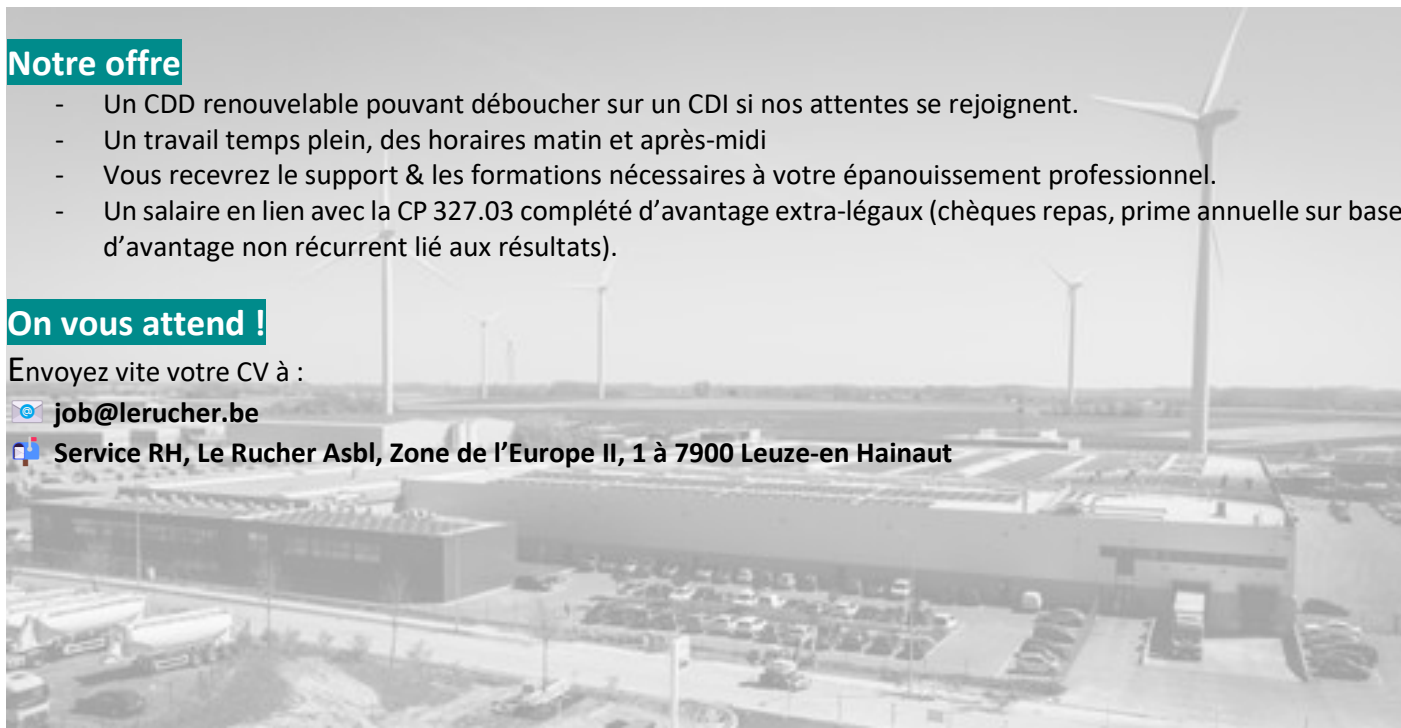 Notre offre
- Un CDD renouvelable pouvant déboucher sur un CDI si nos attentes se rejoignent.
- Un travail temps plein, des horaires matin et après-midi
- Vous recevrez le support & les formations nécessaires à votre épanouissement professionnel.
- Un salaire en lien avec la CP 327.03 complété d’avantage extra-légaux (chèques repas, prime annuelle sur base
d’avantage non récurrent lié aux résultats).
On vous attend !
Envoyez vite votre CV à :
job@lerucher.be
Service RH, Le Rucher Asbl, Zone de l’Europe II, 1 à 7900 Leuze-en Hainaut